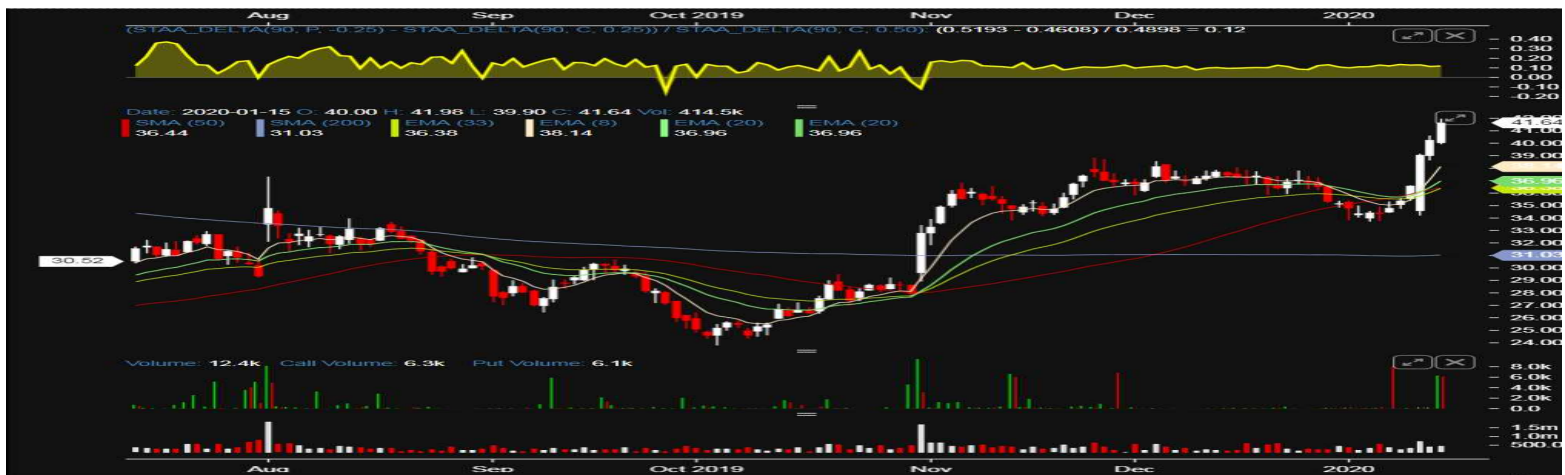 Aug Sep Oct 2019 Nov Dec 2020
(STAA_DELTA(90, P, -0.25) - STAA_DELTA(90, C, 0.25)) / STAA_DELTA(90, C, 0.50): (0.5193 - 0.4608) / 0.4898 = 0.12
0.40
0.30
0.20
0.10
0.00
-0.10
-0.20
Date: 2020-01-15 O: 40.00 H: 41.98 L: 39.90 C: 41.64 Vol: 414.5k
SMA (50) SMA (200) EMA (33) EMA (8) EMA (20) EMA (20)
36.44 31.03 36.38 38.14 36.96 36.96
41.64
41.00
40.00
39.00
36.96
35.00
34.00
33.00
32.00
31.03
30.52
30.00
29.00
28.00
27.00
26.00
25.00
24.00
Volume: 12.4k Call Volume: 6.3k Put Volume: 6.1k
8.0k
6.0k
4.0k
2.0k
0.0
1.5m
1.0m
500.0
Aug Sep Oct 2019 Nov Dec 2020